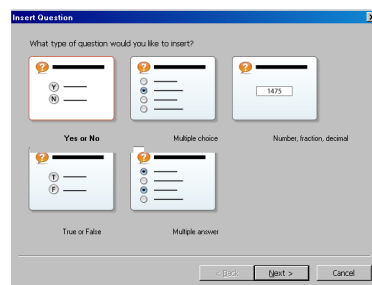 Insert Question
What type of question would you like to insert?
Y
N
1475
Yes or No
Multiple choice
Number, fraction, decimal
T
F
True or False
Multiple answer
< Back
Next >
Cancel